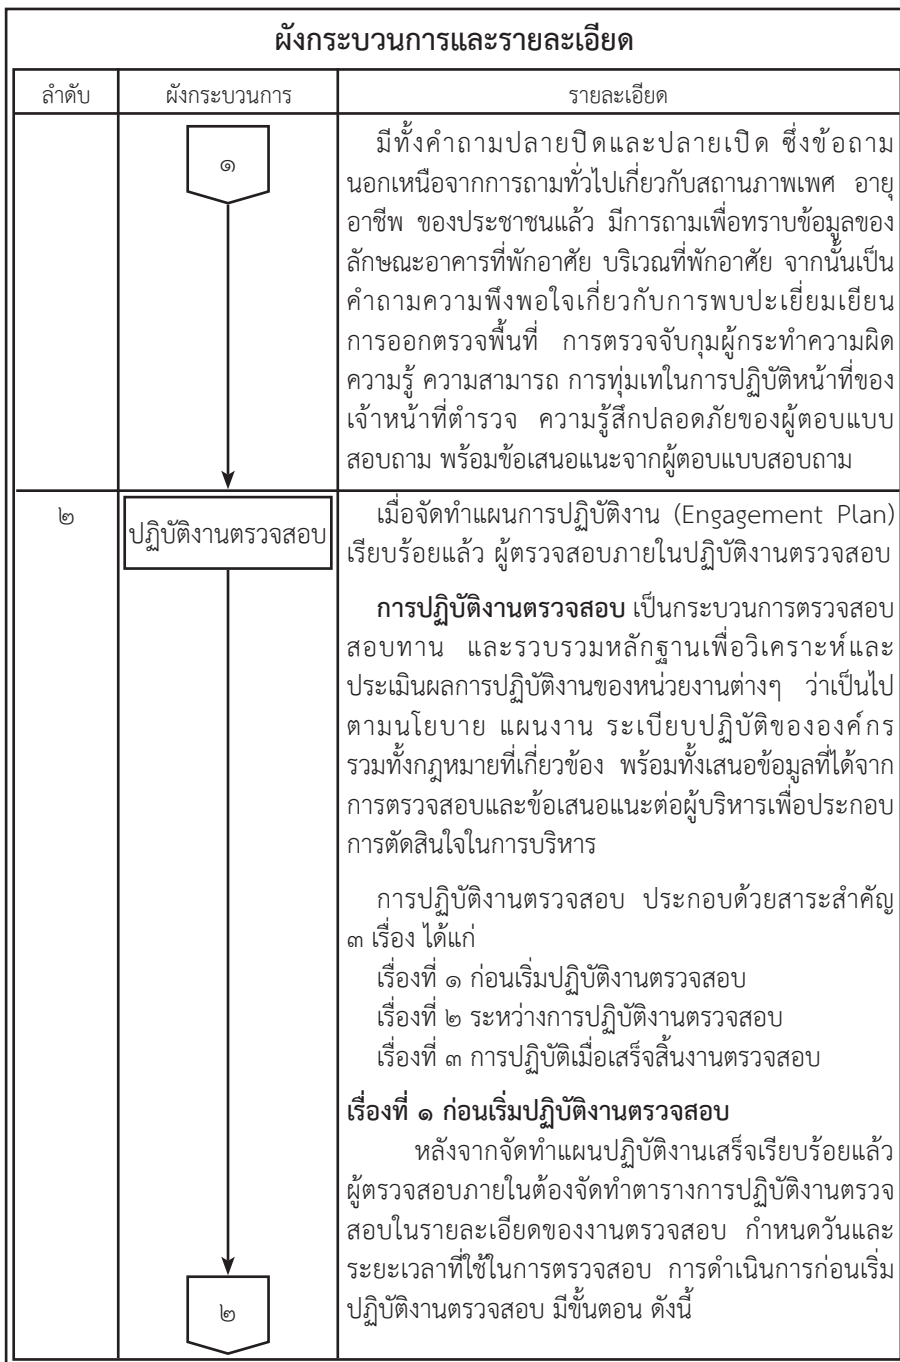 ผังกระบวนการและรายละเอียด
ลำดับ ผังกระบวนการ รายละเอียด
๑
มีทั้งคำถามปลายปิดและปลายเปิด ซึ่งข้อถาม
นอกเหนือจากการถามทั่วไปเกี่ยวกับสถานภาพเพศ อายุ
อาชีพ ของประชาชนแล้ว มีการถามเพื่อทราบข้อมูลของ
ลักษณะอาคารที่พักอาศัย บริเวณที่พักอาศัย จากนั้นเป็น
คำถามความพึงพอใจเกี่ยวกับการพบปะเยี่ยมเยียน
การออกตรวจพื้นที่ การตรวจจับกุมผู้กระทำความผิด
ความรู้ ความสามารถ การทุ่มเทในการปฏิบัติหน้าที่ของ
เจ้าหน้าที่ตำรวจ ความรู้สึกปลอดภัยของผู้ตอบแบบ
สอบถาม พร้อมข้อเสนอแนะจากผู้ตอบแบบสอบถาม
๒
ปฏิบัติงานตรวจสอบ
เมื่อจัดทำแผนการปฏิบัติงาน (Engagement Plan)
เรียบร้อยแล้ว ผู้ตรวจสอบภายในปฏิบัติงานตรวจสอบ
การปฏิบัติงานตรวจสอบ เป็นกระบวนการตรวจสอบ
สอบทาน และรวบรวมหลักฐานเพื่อวิเคราะห์และ
ประเมินผลการปฏิบัติงานของหน่วยงานต่างๆ ว่าเป็นไป
ตามนโยบาย แผนงาน ระเบียบปฏิบัติขององค์กร
รวมทั้งกฎหมายที่เกี่ยวข้อง พร้อมทั้งเสนอข้อมูลที่ได้จาก
การตรวจสอบและข้อเสนอแนะต่อผู้บริหารเพื่อประกอบ
การตัดสินใจในการบริหาร
การปฏิบัติงานตรวจสอบ ประกอบด้วยสาระสำคัญ
๓ เรื่อง ได้แก่
เรื่องที่ ๑ ก่อนเริ่มปฏิบัติงานตรวจสอบ
เรื่องที่ ๒ ระหว่างการปฏิบัติงานตรวจสอบ
เรื่องที่ ๓ การปฏิบัติเมื่อเสร็จสิ้นงานตรวจสอบ
เรื่องที่ ๑ ก่อนเริ่มปฏิบัติงานตรวจสอบ
หลังจากจัดทำแผนปฏิบัติงานเสร็จเรียบร้อยแล้ว
ผู้ตรวจสอบภายในต้องจัดทำตารางการปฏิบัติงานตรวจ
สอบในรายละเอียดของงานตรวจสอบ กำหนดวันและ
ระยะเวลาที่ใช้ในการตรวจสอบ การดำเนินการก่อนเริ่ม
ปฏิบัติงานตรวจสอบ มีขั้นตอน ดังนี้
๒